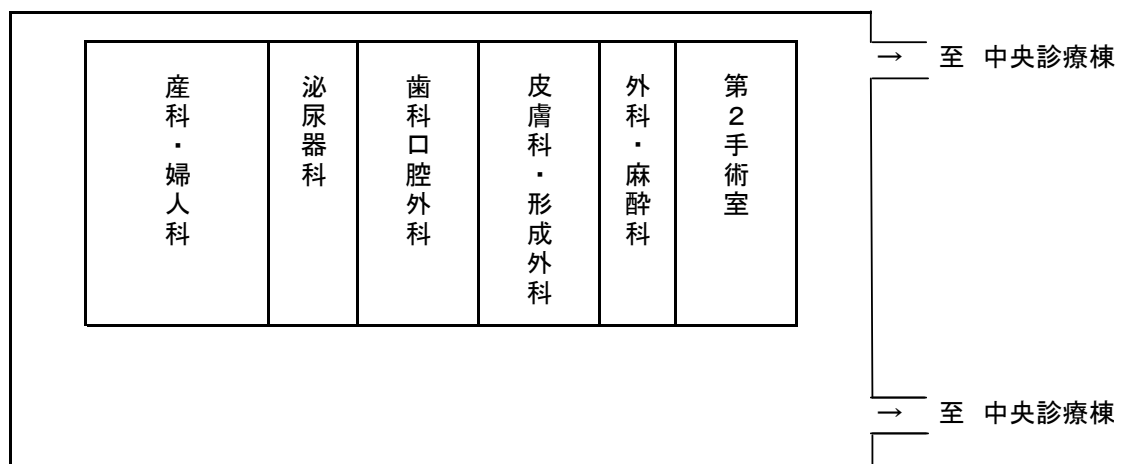 → 至 中央診療棟
産科・婦人科
泌尿器科
歯科口腔外科
皮膚科・形成外科
外科・麻酔科
第２手術室
→ 至 中央診療棟